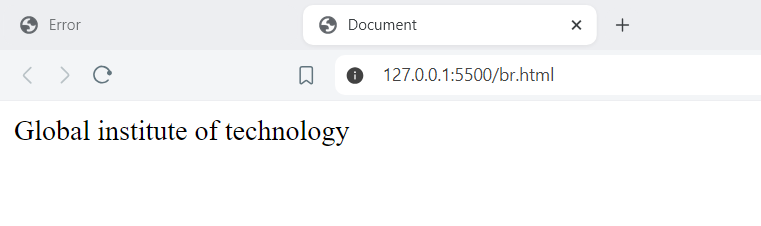 Error
Document
127.0.0.1:5500/br.html
Global institute of technology